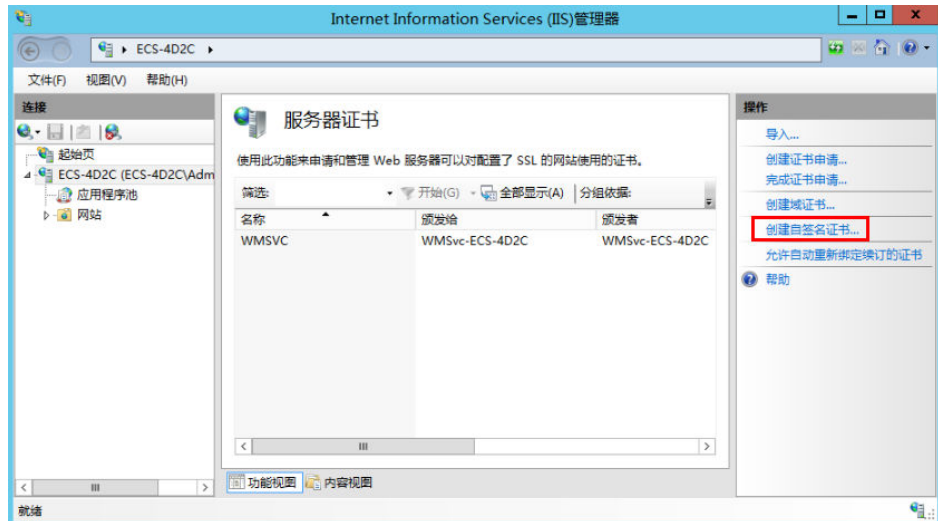 Internet Information Services (IIS)管理器
ECS-4D2C
文件(F) 视图(V) 帮助(H)
连接
起始页
ECS-4D2C (ECS-4D2C\Adm
应用程序池
网站
服务器证书
使用此功能来申请和管理 Web 服务器可以对配置了 SSL 的网站使用的证书。
筛选: 开始(G) 全部显示(A) 分组依据:
名称 颁发给 颁发者
WMSVC WMSvc-ECS-4D2C WMSvc-ECS-4D2C
功能视图 内容视图
操作
导入...
创建证书申请...
完成证书申请...
创建域证书...
创建自签名证书...
允许自动重新绑定续订的证书
帮助
就绪